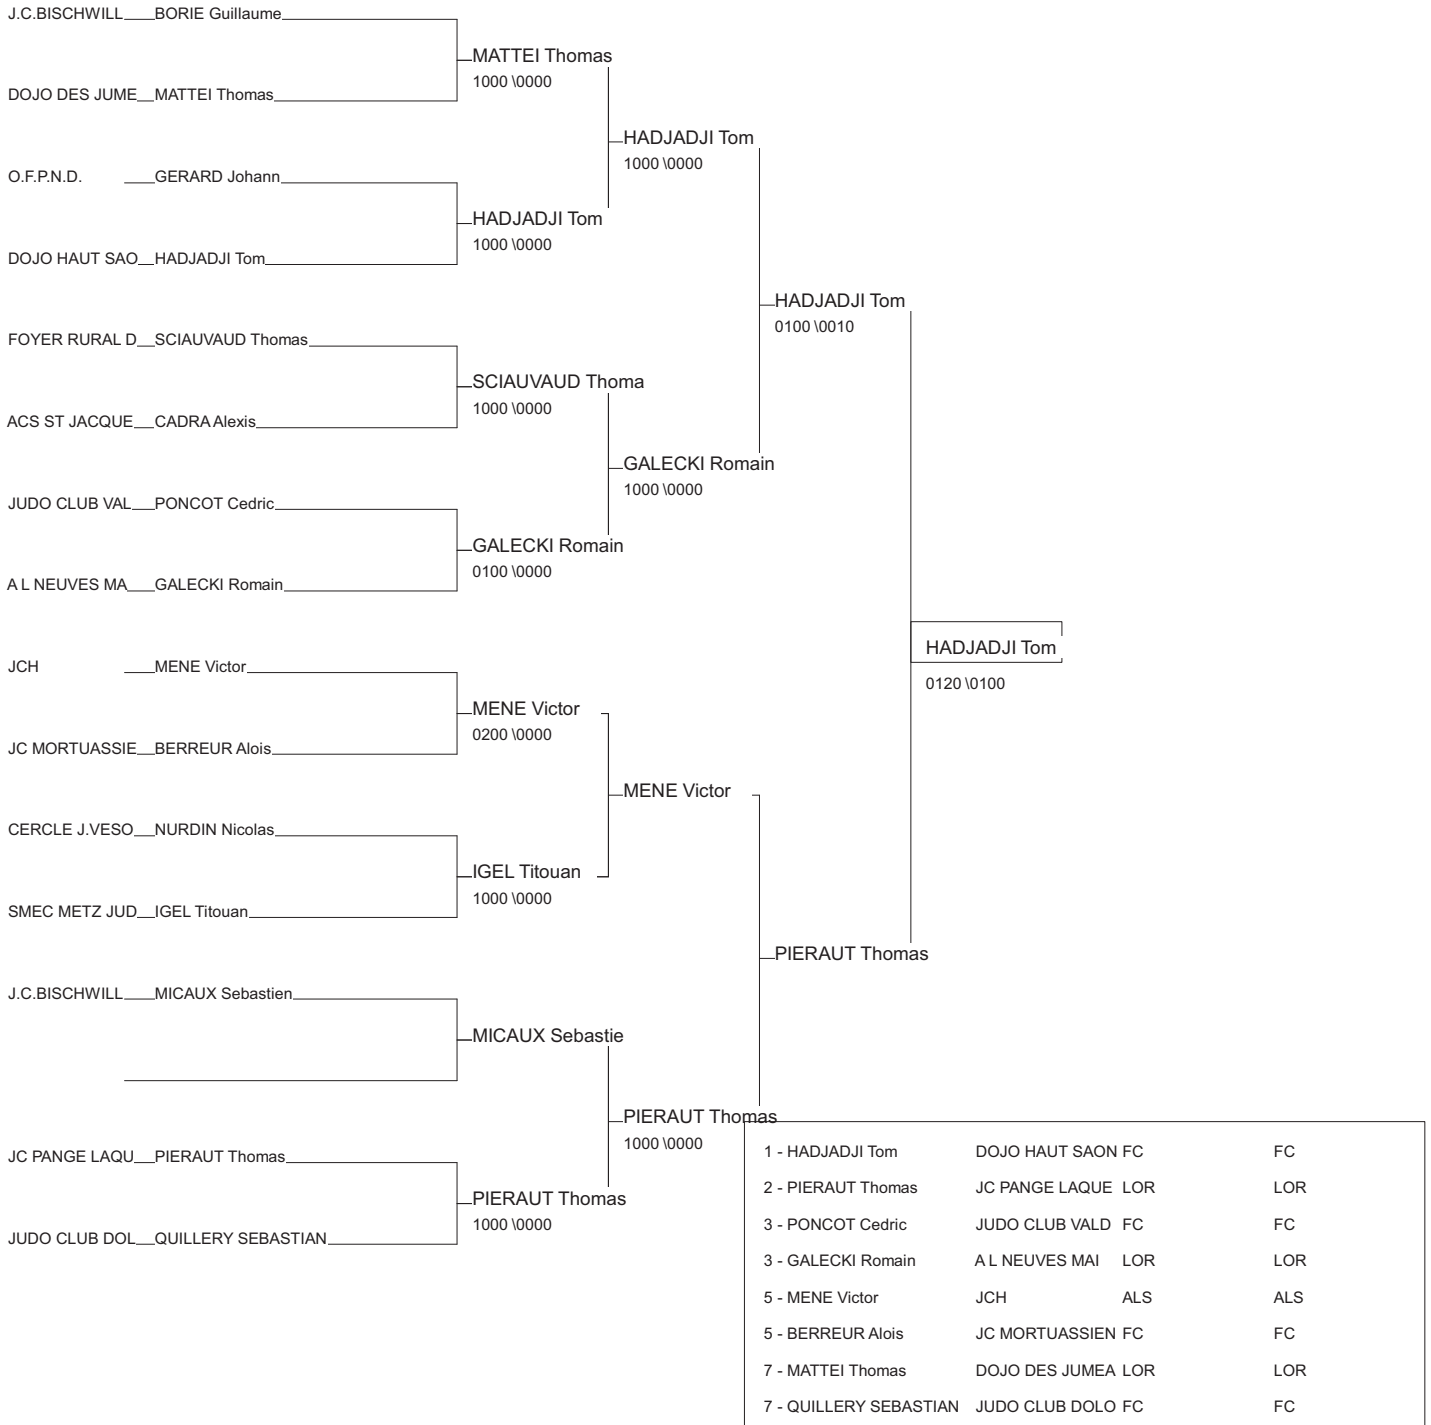 J.C.BISCHWILL BORIE Guillaume
MATTEI Thomas
1000 \0000
DOJO DES JUME MATTEI Thomas
HADJADJI Tom
1000 \0000
O.F.P.N.D. GERARD Johann
HADJADJI Tom
1000 \0000
DOJO HAUT SAO HADJADJI Tom
HADJADJI Tom
0100 \0010
FOYER RURAL D SCIAUVAUD Thomas
SCIAUVAUD Thoma
1000 \0000
ACS ST JACQUE CADRA Alexis
GALECKI Romain
1000 \0000
JUDO CLUB VAL PONCOT Cedric
GALECKI Romain
0100 \0000
A L NEUVES MA GALECKI Romain
HADJADJI Tom
0120 \0100
JCH MENE Victor
MENE Victor
0200 \0000
JC MORTUASSIE BERREUR Alois
MENE Victor
CERCLE J.VESO NURDIN Nicolas
IGEL Titouan
1000 \0000
SMEC METZ JUD IGEL Titouan
PIERAUT Thomas
J.C.BISCHWILL MICAUX Sebastien
MICAUX Sebastie
PIERAUT Thomas
1000 \0000
JC PANGE LAQU PIERAUT Thomas
PIERAUT Thomas
1000 \0000
JUDO CLUB DOL QUILLERY SEBASTIAN
1 - HADJADJI Tom DOJO HAUT SAON FC FC
2 - PIERAUT Thomas JC PANGE LAQUE LOR LOR
3 - PONCOT Cedric JUDO CLUB VALD FC FC
3 - GALECKI Romain A L NEUVES MAI LOR LOR
5 - MENE Victor JCH ALS ALS
5 - BERREUR Alois JC MORTUASSIEN FC FC
7 - MATTEI Thomas DOJO DES JUMEA LOR LOR
7 - QUILLERY SEBASTIAN JUDO CLUB DOLO FC FC